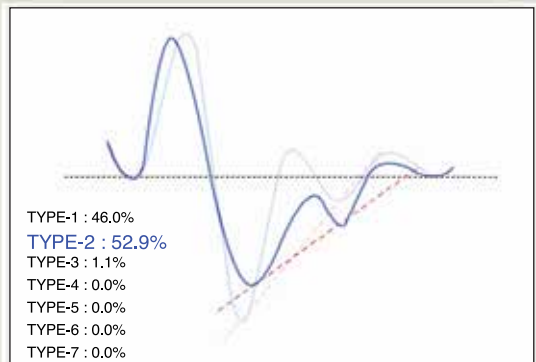 TYPE-1 : 46.0%
TYPE-2 : 52.9%
TYPE-3 : 1.1%
TYPE-4 : 0.0%
TYPE-5 : 0.0%
TYPE-6 : 0.0%
TYPE-7 : 0.0%